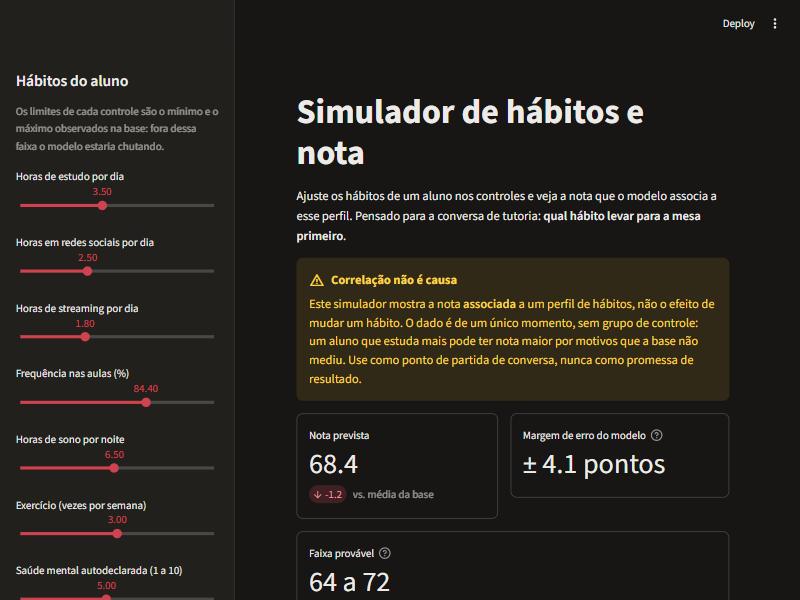 Deploy
Hábitos do aluno
Os limites de cada controle são o mínimo e o
máximo observados na base: fora dessa
faixa o modelo estaria chutando.
Horas de estudo por dia
3.50
Horas em redes sociais por dia
2.50
Horas de streaming por dia
1.80
Frequência nas aulas (%)
84.40
Horas de sono por noite
6.50
Exercício (vezes por semana)
3.00
Saúde mental autodeclarada (1 a 10)
5.00
Simulador de hábitos e
nota
Ajuste os hábitos de um aluno nos controles e veja a nota que o modelo associa a
esse perfil. Pensado para a conversa de tutoria: qual hábito levar para a mesa
primeiro.
Correlação não é causa
Este simulador mostra a nota associada a um perfil de hábitos, não o efeito de
mudar um hábito. O dado é de um único momento, sem grupo de controle:
um aluno que estuda mais pode ter nota maior por motivos que a base não
mediu. Use como ponto de partida de conversa, nunca como promessa de
resultado.
Nota prevista
68.4
↓ -1.2 vs. média da base
Margem de erro do modelo
± 4.1 pontos
Faixa provável
64 a 72